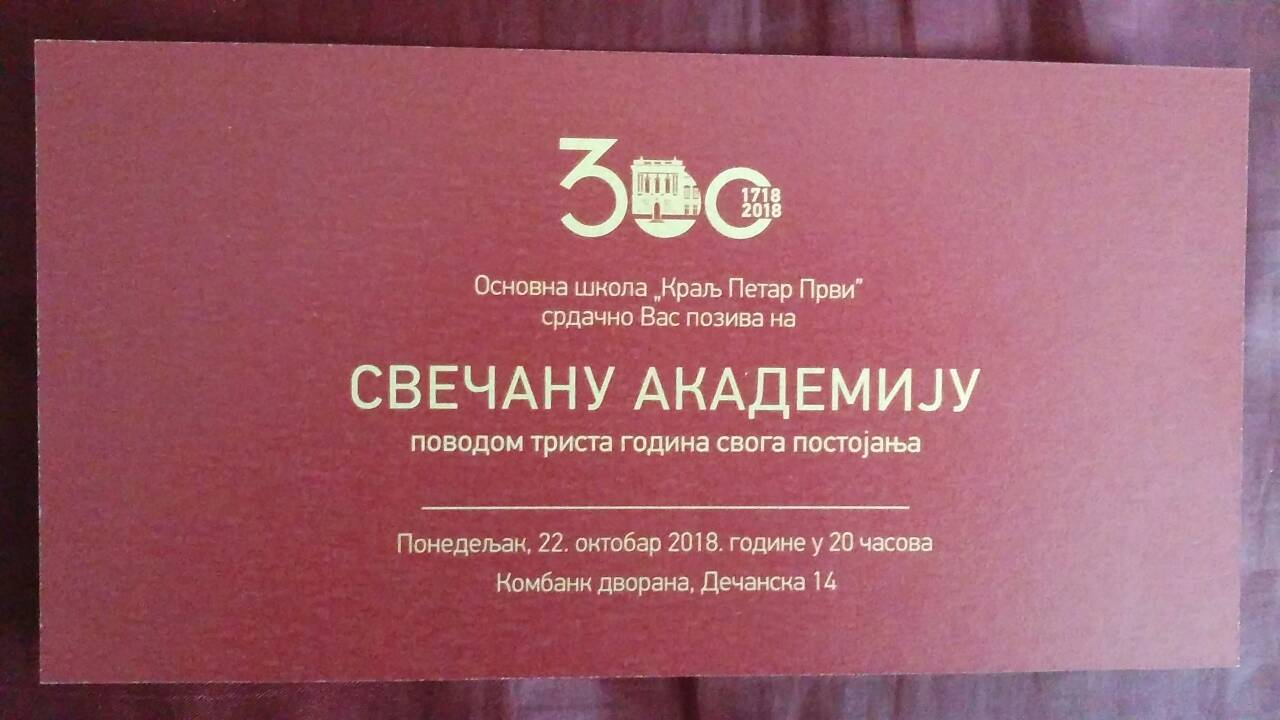 300
1718
2018
Основна школа „Краљ Петар Први”
срдачно Вас позива на
СВЕЧАНУ АКАДЕМИЈУ
поводом триста година свога постојања
Понедељак, 22. октобар 2018. године у 20 часова
Комбанк дворана, Дечанска 14